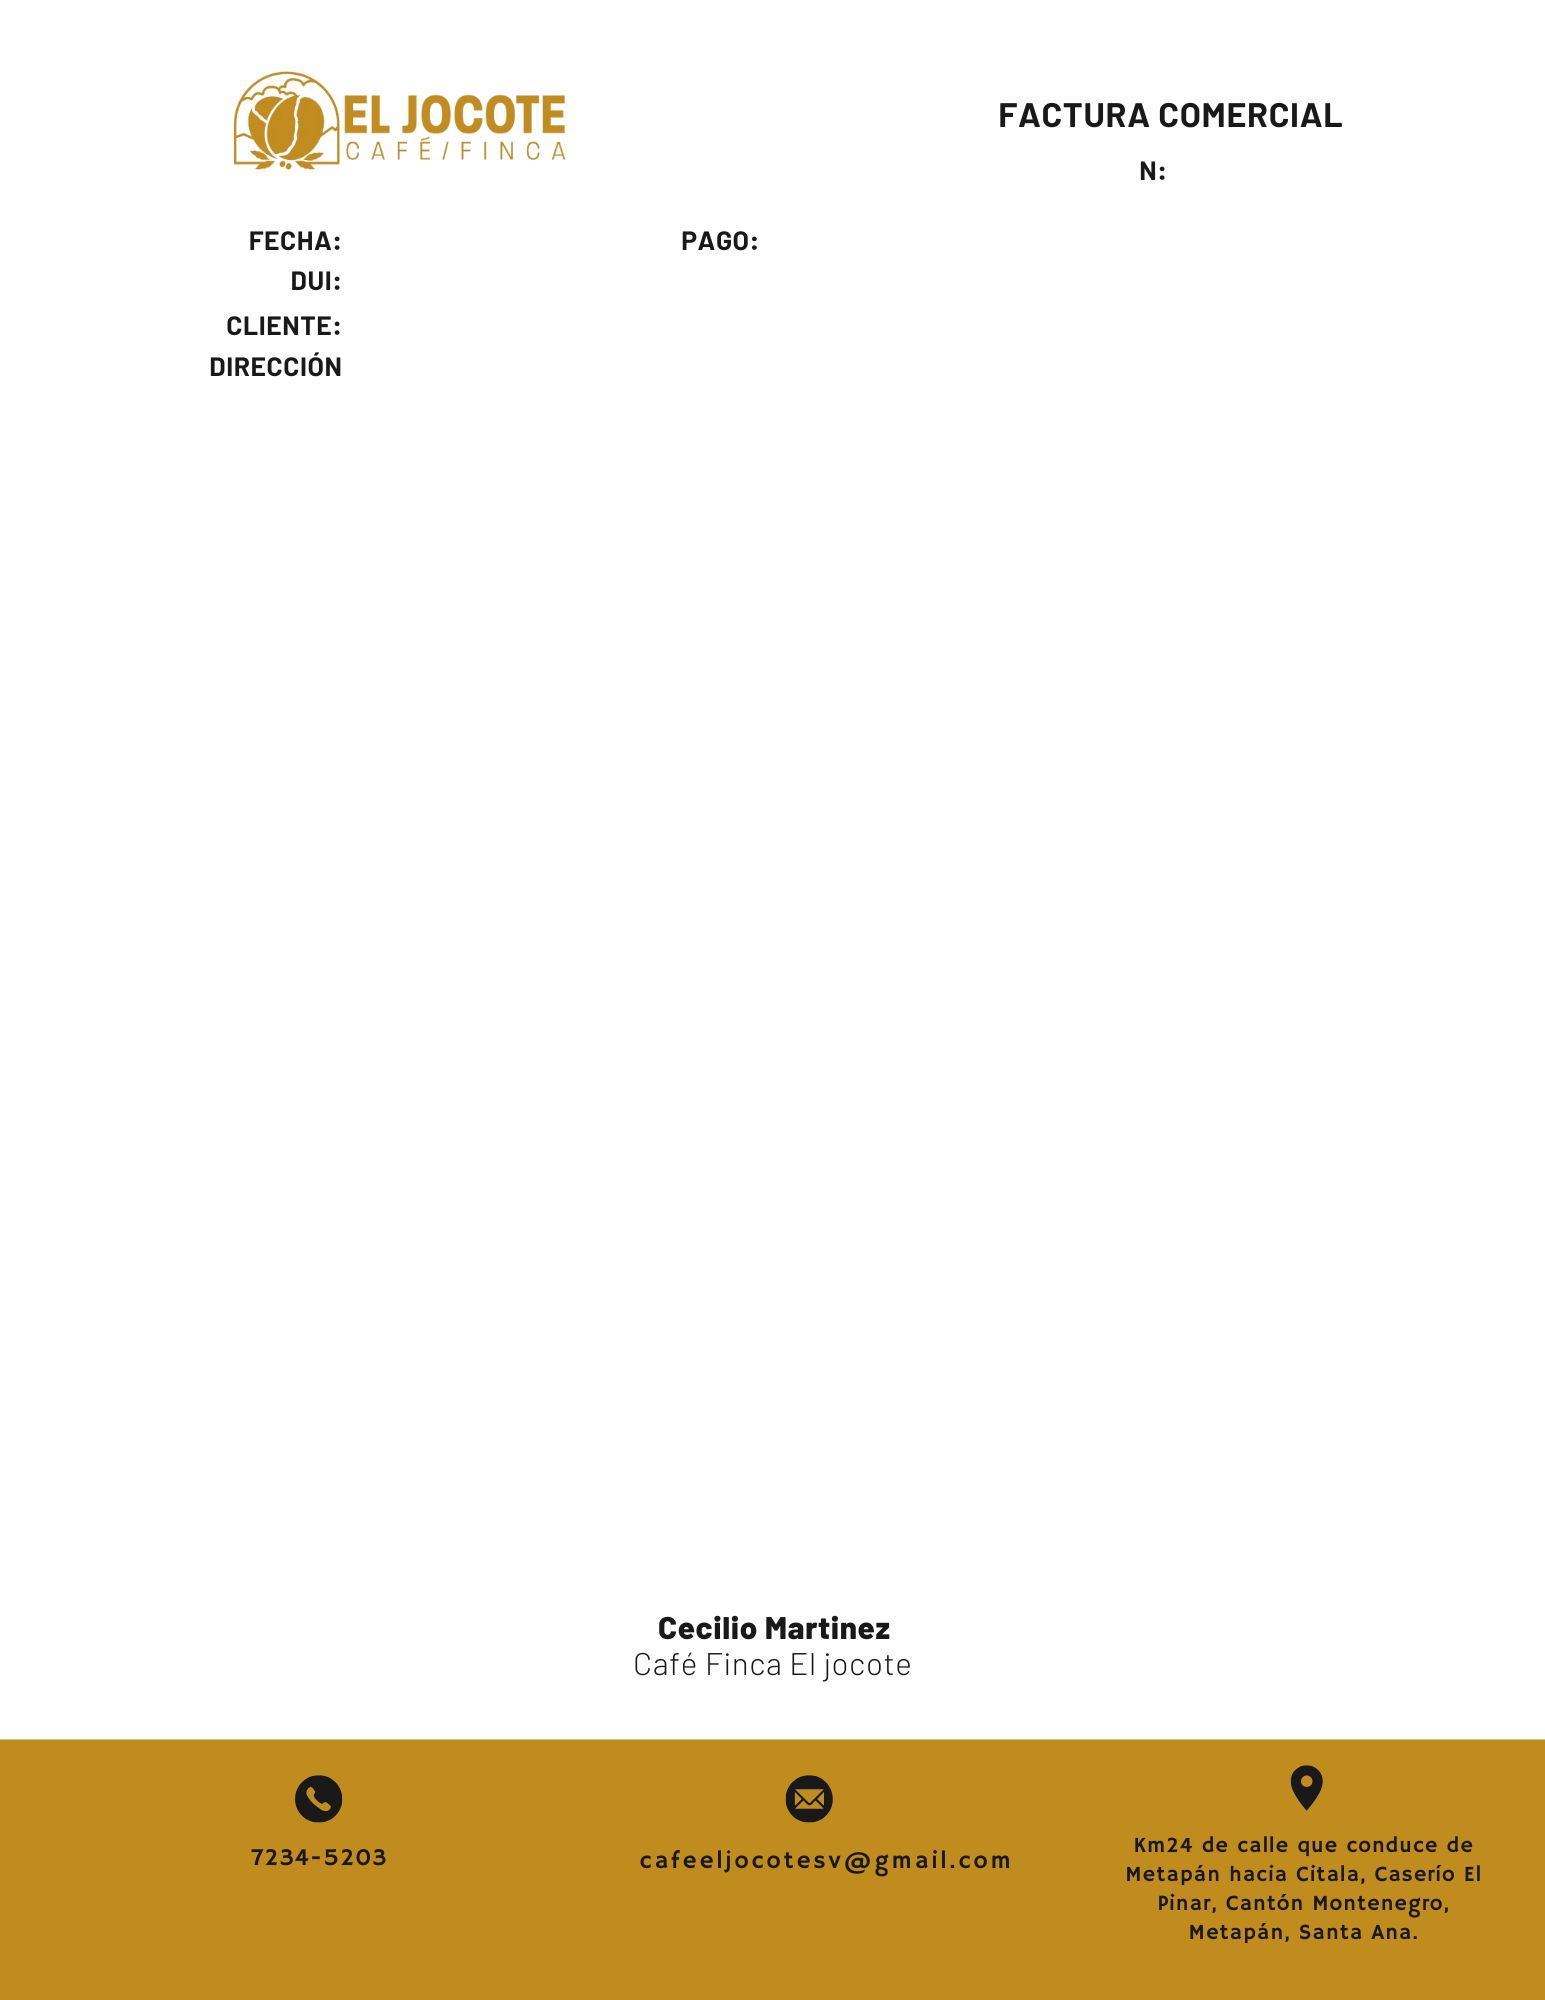 EL JOCOTE
CAFÉ/FINCA
FACTURA COMERCIAL
N:
FECHA:
PAGO:
DUI:
CLIENTE:
DIRECCIÓN
Cecilio Martinez
Café Finca El jocote
7234-5203
cafeeljocotesv@gmail.com
Km24 de calle que conduce de
Metapán hacia Citala, Caserío El
Pinar, Cantón Montenegro,
Metapán, Santa Ana.